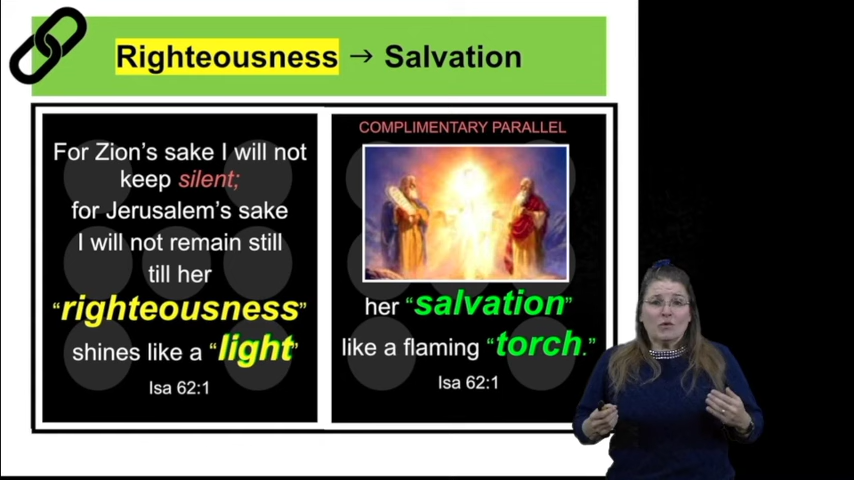 Righteousness → Salvation
For Zion's sake I will not
keep silent;
for Jerusalem's sake
I will not remain still
till her
“righteousness”
shines like a “light”
Isa 62:1
COMPLIMENTARY PARALLEL
her “salvation”
like a flaming “torch.”
Isa 62:1